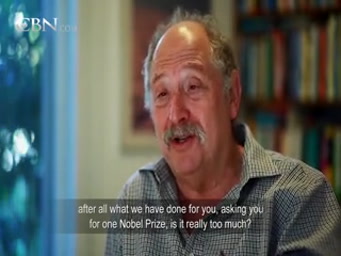 CBN.com
after all what we have done for you, asking you
for one Nobel Prize, is it really too much?